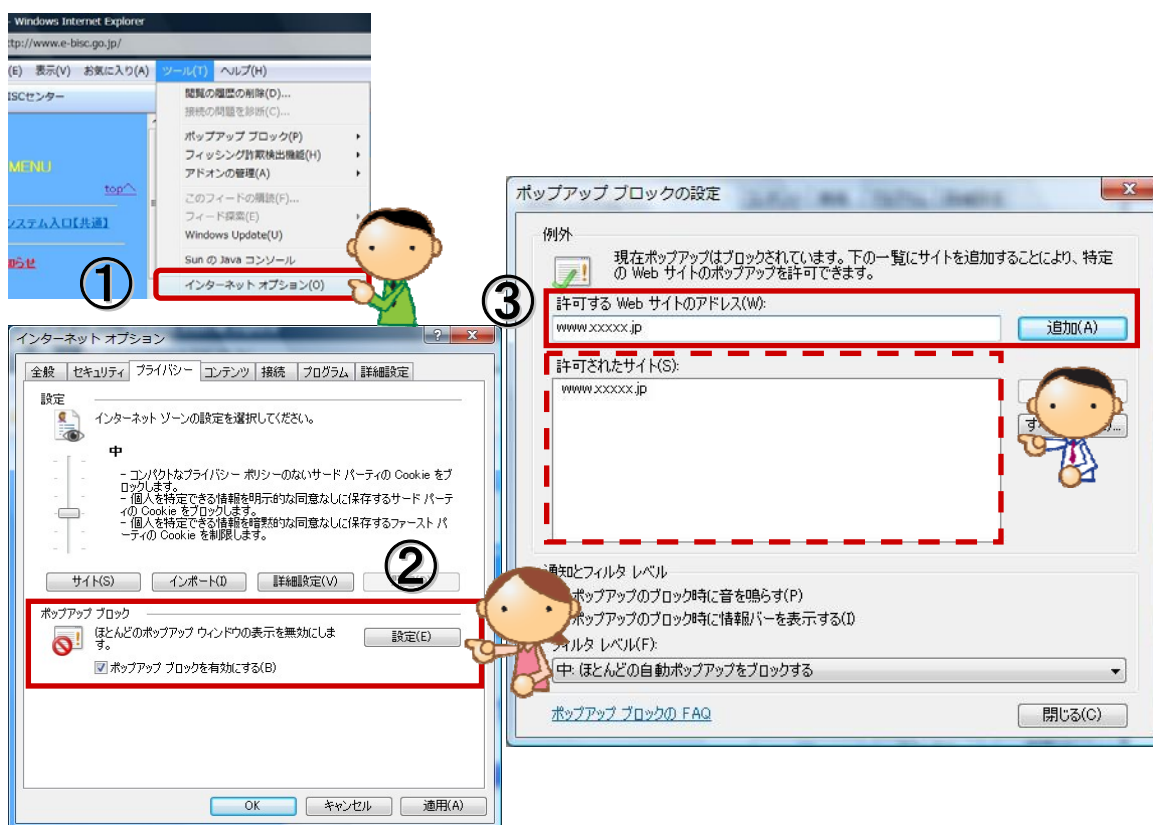 ①
- Windows Internet Explorer
ttp://www.e-bisc.go.jp/
(E) 表示(V) お気に入り(A) ツール(T) ヘルプ(H)
ISCセンター
MENU
topへ
システム入口【共通】
知らせ
閲覧の履歴の削除(D)...
接続の問題を診断(C)...
ポップアップ ブロック(P)
フィッシング詐欺検出機能(H)
アドオンの管理(A)
このフィードの購読(F)...
フィード探索(E)
Windows Update(U)
Sun の Java コンソール
インターネット オプション(O)
②
インターネット オプション
全般 セキュリティ プライバシー コンテンツ 接続 プログラム 詳細設定
設定
インターネット ゾーンの設定を選択してください。
中
- コンパクトなプライバシー ポリシーのないサード パーティの Cookie をブ
ロックします。
- 個人を特定できる情報を明示的な同意なしに保存するサード パーテ
ィの Cookie をブロックします。
- 個人を特定できる情報を暗黙的な同意なしに保存するファースト パ
ーティの Cookie を制限します。
サイト(S) インポート(I) 詳細設定(V)
ポップアップ ブロック
ほとんどのポップアップ ウィンドウの表示を無効にしま
す。
設定(E)
ポップアップ ブロックを有効にする(B)
OK キャンセル 適用(A)
③
ポップアップ ブロックの設定
例外
現在ポップアップはブロックされています。下の一覧にサイトを追加することにより、特定
の Web サイトのポップアップを許可できます。
許可する Web サイトのアドレス(W):
www.xxxxx.jp 追加(A)
許可されたサイト(S):
www.xxxxx.jp
す
通知とフィルタ レベル
ポップアップのブロック時に音を鳴らす(P)
ポップアップのブロック時に情報バーを表示する(I)
フィルタ レベル(F):
中: ほとんどの自動ポップアップをブロックする
ポップアップ ブロックの FAQ
閉じる(C)